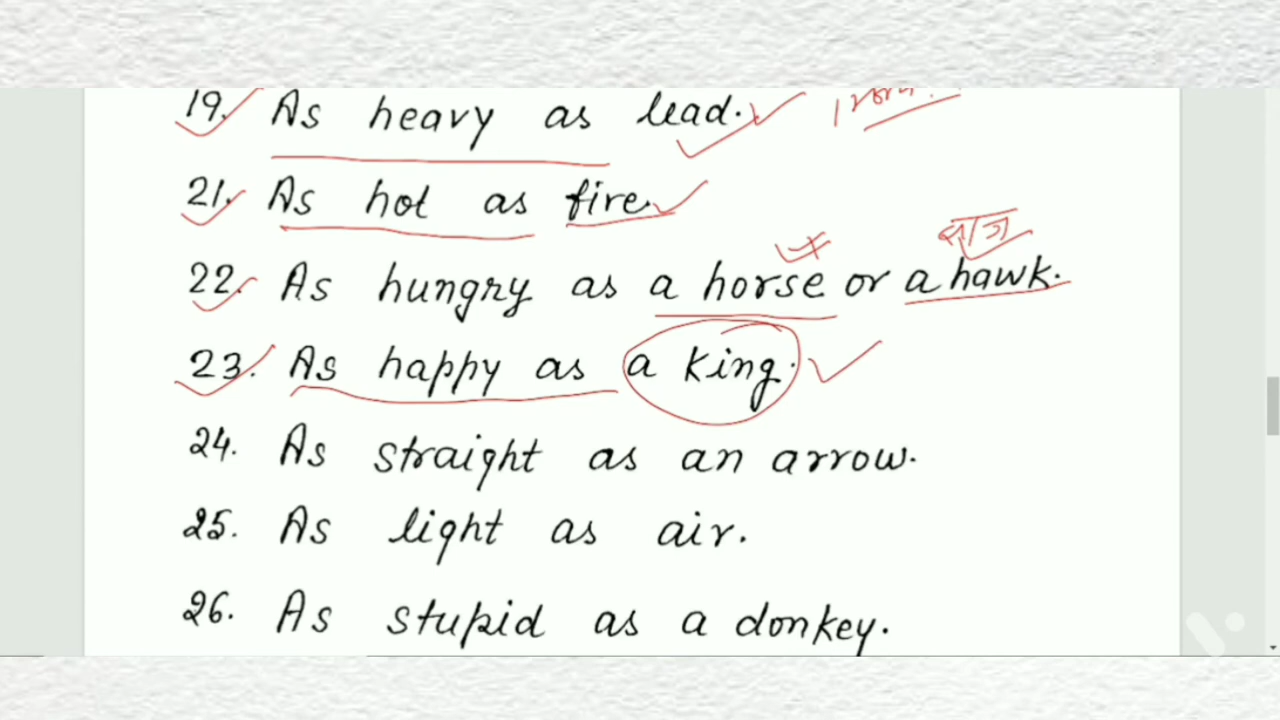 19. As heavy as lead.
21. As hot as fire.
बाज
22. As hungry as a horse or a hawk.
23. As happy as a king.
24. As straight as an arrow.
25. As light as air.
26. As stupid as a donkey.